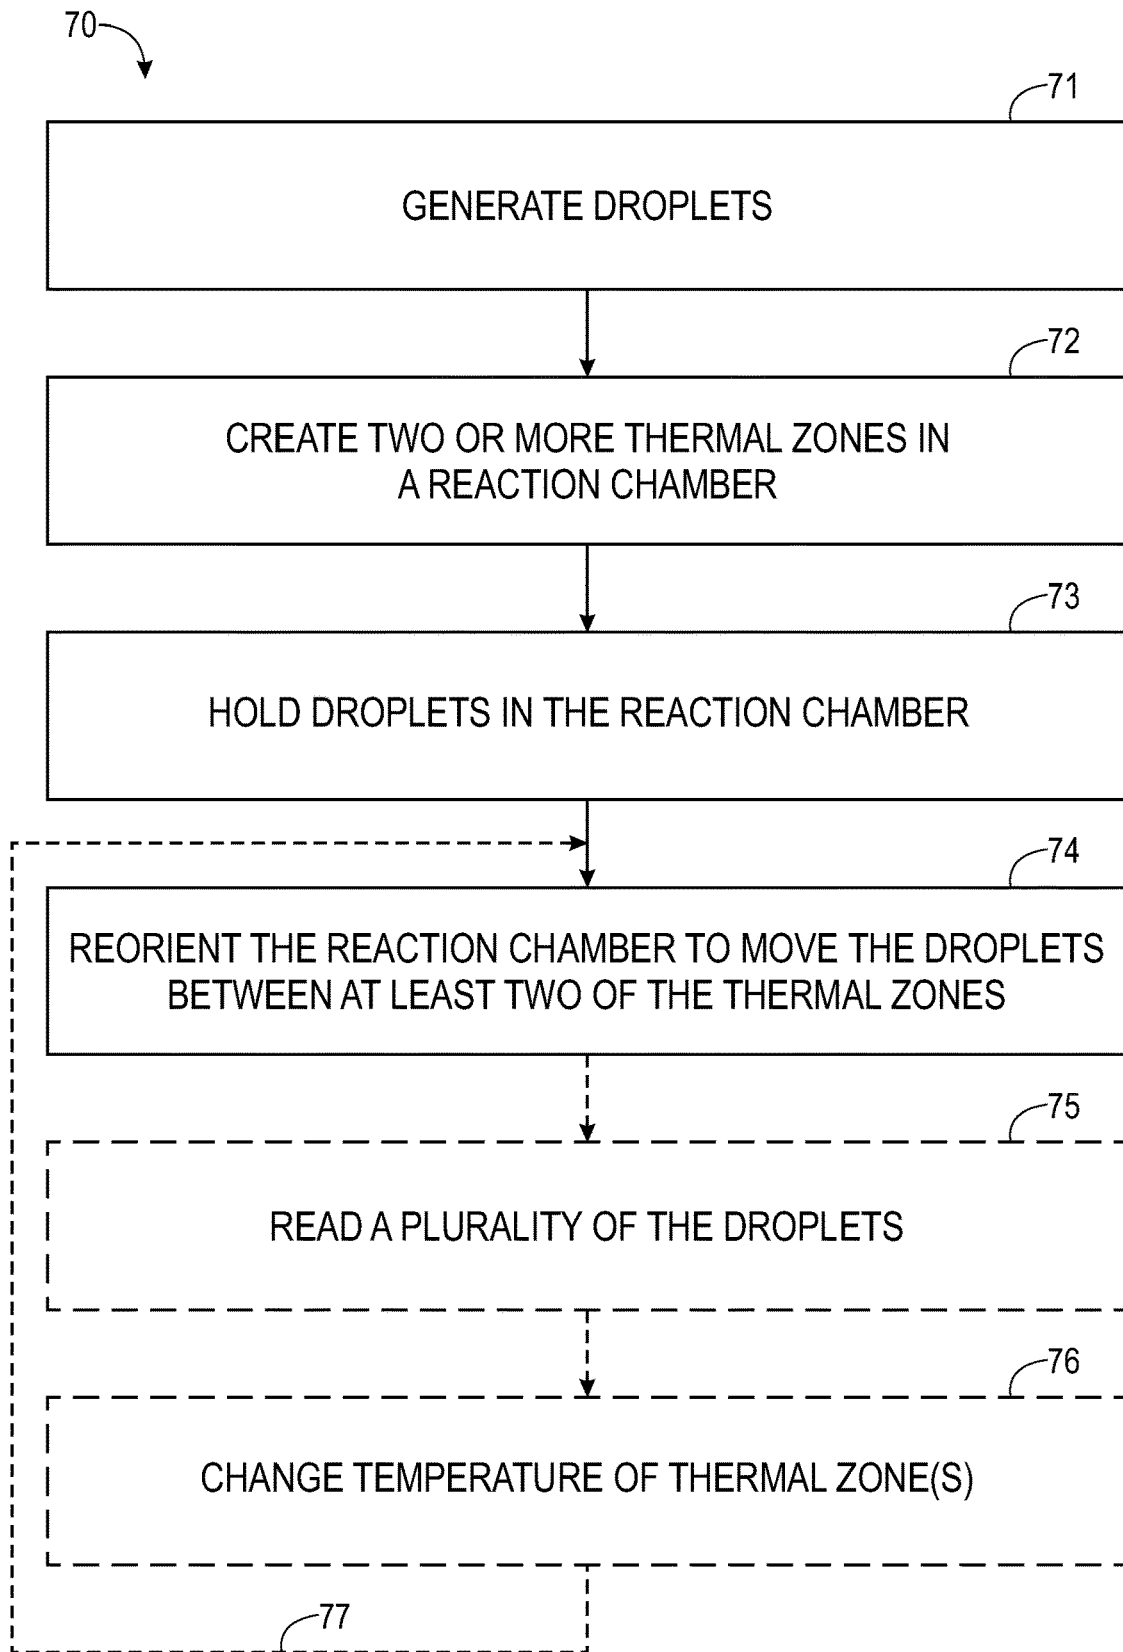 70
71
GENERATE DROPLETS
72
CREATE TWO OR MORE THERMAL ZONES IN
A REACTION CHAMBER
73
HOLD DROPLETS IN THE REACTION CHAMBER
74
REORIENT THE REACTION CHAMBER TO MOVE THE DROPLETS
BETWEEN AT LEAST TWO OF THE THERMAL ZONES
75
READ A PLURALITY OF THE DROPLETS
76
CHANGE TEMPERATURE OF THERMAL ZONE(S)
77